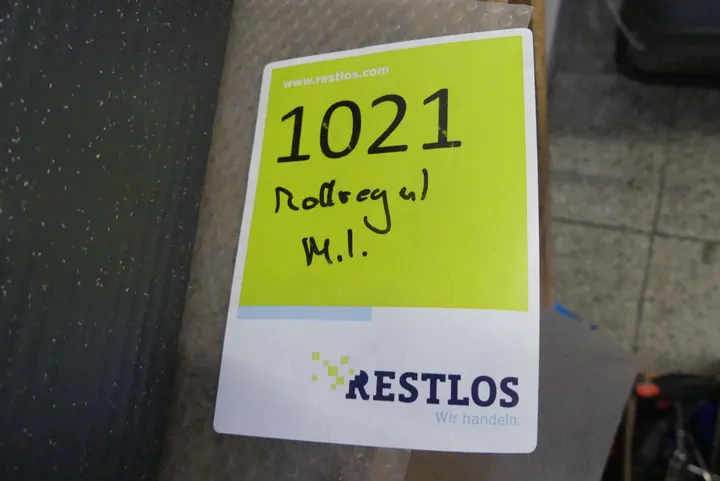 www.restlos.com
1021
Rollregal
M.I.
RESTLOS
Wir handeln.